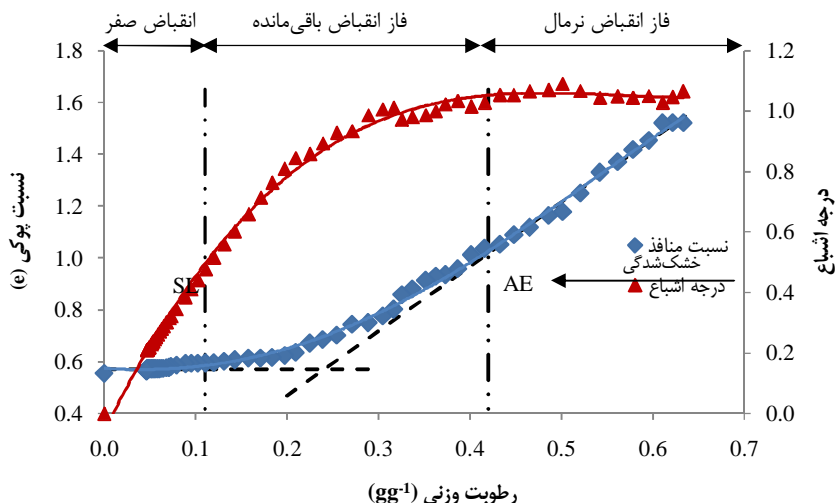 فاز انقباض نرمال
فاز انقباض باقی‌مانده
انقباض صفر
1.8
1.6
1.4
1.2
1.0
0.8
0.6
0.4
نسبت پوکی (e)
1.2
1.0
0.8
0.6
0.4
0.2
0.0
درجه اشباع
SL
AE
نسبت منافذ
خشک‌شدگی
درجه اشباع
0.0 0.1 0.2 0.3 0.4 0.5 0.6 0.7
رطوبت وزنی (gg-1)